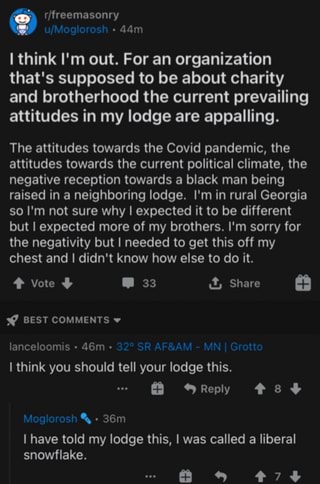 r/freemasonry
u/Moglorosh • 44m
I think I'm out. For an organization
that's supposed to be about charity
and brotherhood the current prevailing
attitudes in my lodge are appalling.
The attitudes towards the Covid pandemic, the
attitudes towards the current political climate, the
negative reception towards a black man being
raised in a neighboring lodge.  I'm in rural Georgia
so I'm not sure why I expected it to be different
but I expected more of my brothers. I'm sorry for
the negativity but I needed to get this off my
chest and I didn't know how else to do it.
Vote 33 Share
BEST COMMENTS
lanceloomis • 46m • 32° SR AF&AM - MN | Grotto
I think you should tell your lodge this.
... Reply 8
Moglorosh • 36m
I have told my lodge this, I was called a liberal
snowflake.
... 7